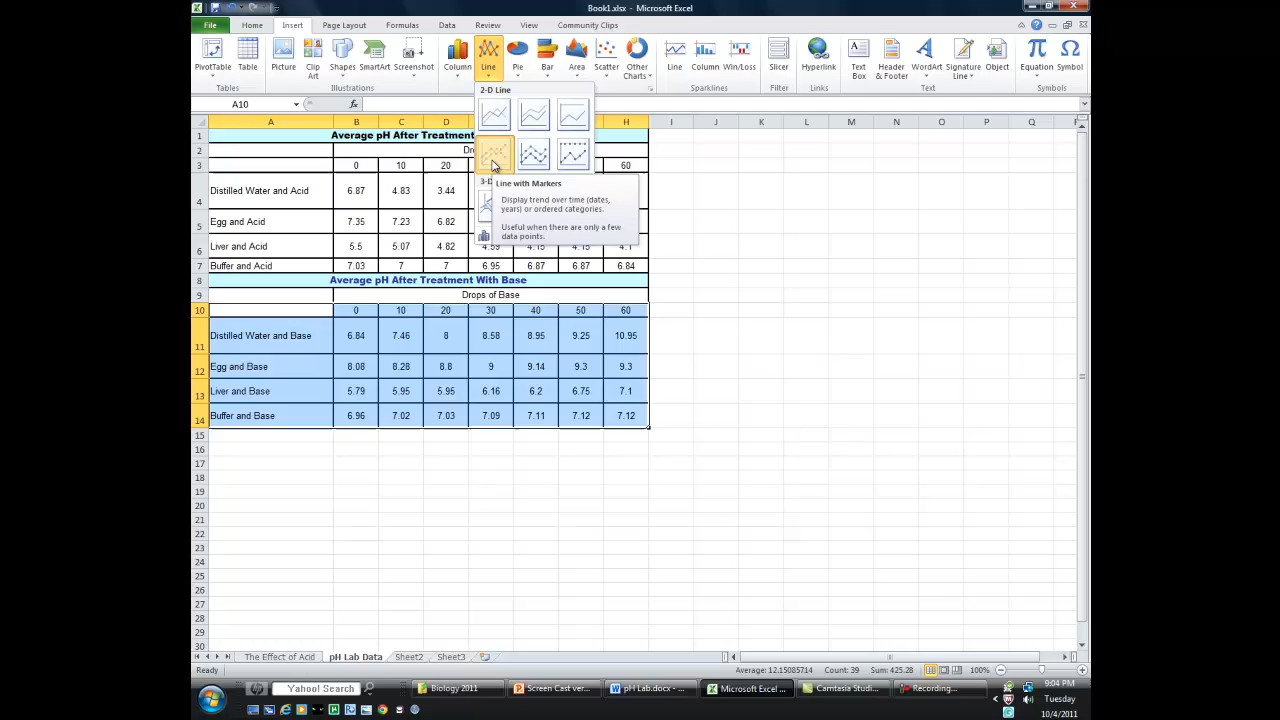 Book1.xlsx - Microsoft Excel
File Home Insert Page Layout Formulas Data Review View Community Clips
PivotTable Table Picture Clip Art Shapes SmartArt Screenshot Column Line Pie Bar Area Scatter Other Charts Line Column Win/Loss Slicer Hyperlink Text Box Header & Footer WordArt Signature Line Object Equation Symbol
Tables Illustrations Sparklines Filter Links Text Symbols
A10 fx
2-D Line
A B C D H I J K L M N O P Q
1 Average pH After Treatment
2
3 0 10 20 60
4 Distilled Water and Acid 6.87 4.83 3.44
5 Egg and Acid 7.35 7.23 6.82
6 Liver and Acid 5.5 5.07 4.82
7 Buffer and Acid 7.03 7 7 6.95 6.87 6.87 6.84
Line with Markers
Display trend over time (dates,
years) or ordered categories.
Useful when there are only a few
data points.
8 Average pH After Treatment With Base
9 Drops of Base
10 0 10 20 30 40 50 60
11 Distilled Water and Base 6.84 7.46 8 8.58 8.95 9.25 10.95
12 Egg and Base 8.08 8.28 8.8 9 9.14 9.3 9.3
13 Liver and Base 5.79 5.95 5.95 6.16 6.2 6.75 7.1
14 Buffer and Base 6.96 7.02 7.03 7.09 7.11 7.12 7.12
15
16
17
18
19
20
21
22
23
24
25
26
27
28
29
30
The Effect of Acid pH Lab Data Sheet2 Sheet3
Ready Average: 12.15085714 Count: 39 Sum: 425.28 100%
Yahoo! Search Biology 2011 Screen Cast ver... pH Lab.docx - ... Microsoft Excel ... Camtasia Studi... Recording...
9:04 PM
Tuesday
10/4/2011